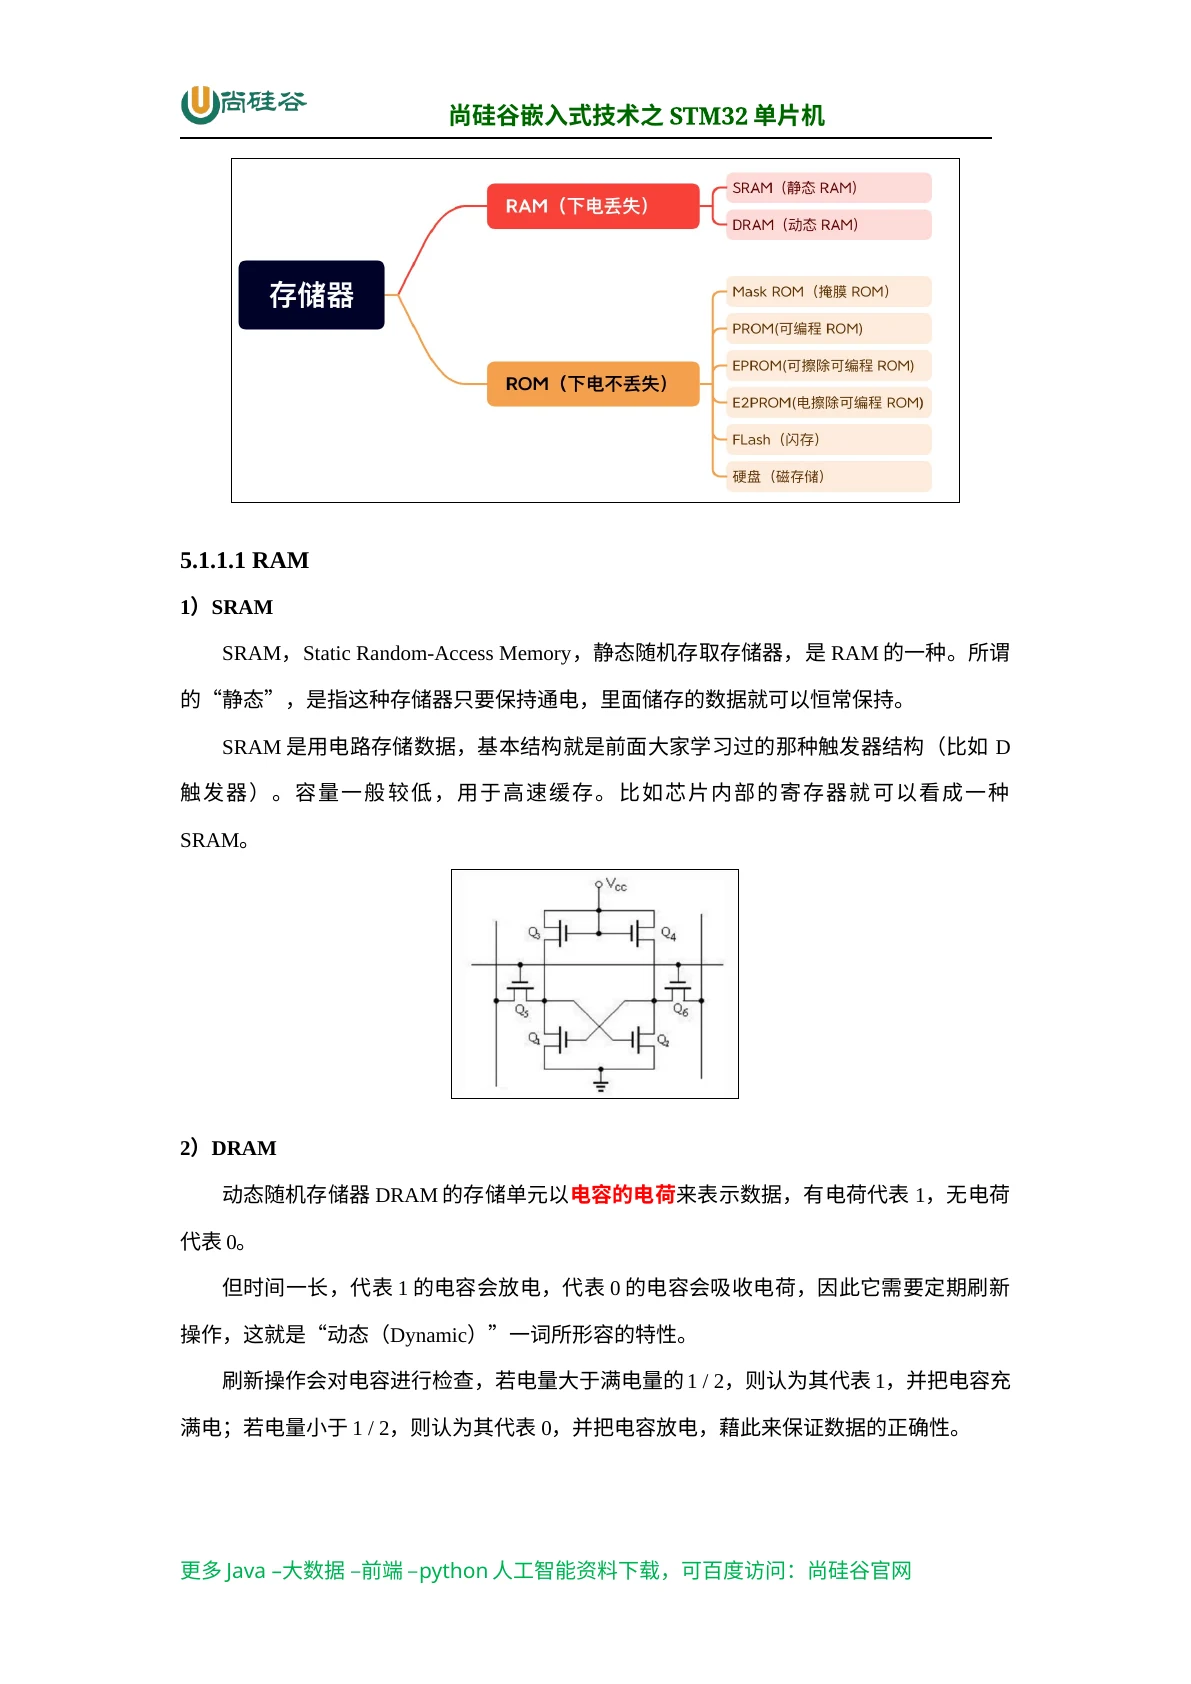 尚硅谷
尚硅谷嵌入式技术之 STM32 单片机
存储器
RAM（下电丢失）
SRAM（静态 RAM）
DRAM（动态 RAM）
ROM（下电不丢失）
Mask ROM（掩膜 ROM）
PROM(可编程 ROM)
EPROM(可擦除可编程 ROM)
E2PROM(电擦除可编程 ROM)
FLash（闪存）
硬盘（磁存储）
5.1.1.1 RAM
1）SRAM
SRAM，Static Random-Access Memory，静态随机存取存储器，是 RAM 的一种。所谓
的“静态”，是指这种存储器只要保持通电，里面储存的数据就可以恒常保持。
SRAM 是用电路存储数据，基本结构就是前面大家学习过的那种触发器结构（比如 D
触发器）。容量一般较低，用于高速缓存。比如芯片内部的寄存器就可以看成一种
SRAM。
Vcc
Q3
Q4
Q5
Q6
Q1
Q2
2）DRAM
动态随机存储器 DRAM 的存储单元以电容的电荷来表示数据，有电荷代表 1，无电荷
代表 0。
但时间一长，代表 1 的电容会放电，代表 0 的电容会吸收电荷，因此它需要定期刷新
操作，这就是“动态（Dynamic）”一词所形容的特性。
刷新操作会对电容进行检查，若电量大于满电量的 1 / 2，则认为其代表 1，并把电容充
满电；若电量小于 1 / 2，则认为其代表 0，并把电容放电，藉此来保证数据的正确性。
更多 Java –大数据 –前端 –python 人工智能资料下载，可百度访问：尚硅谷官网